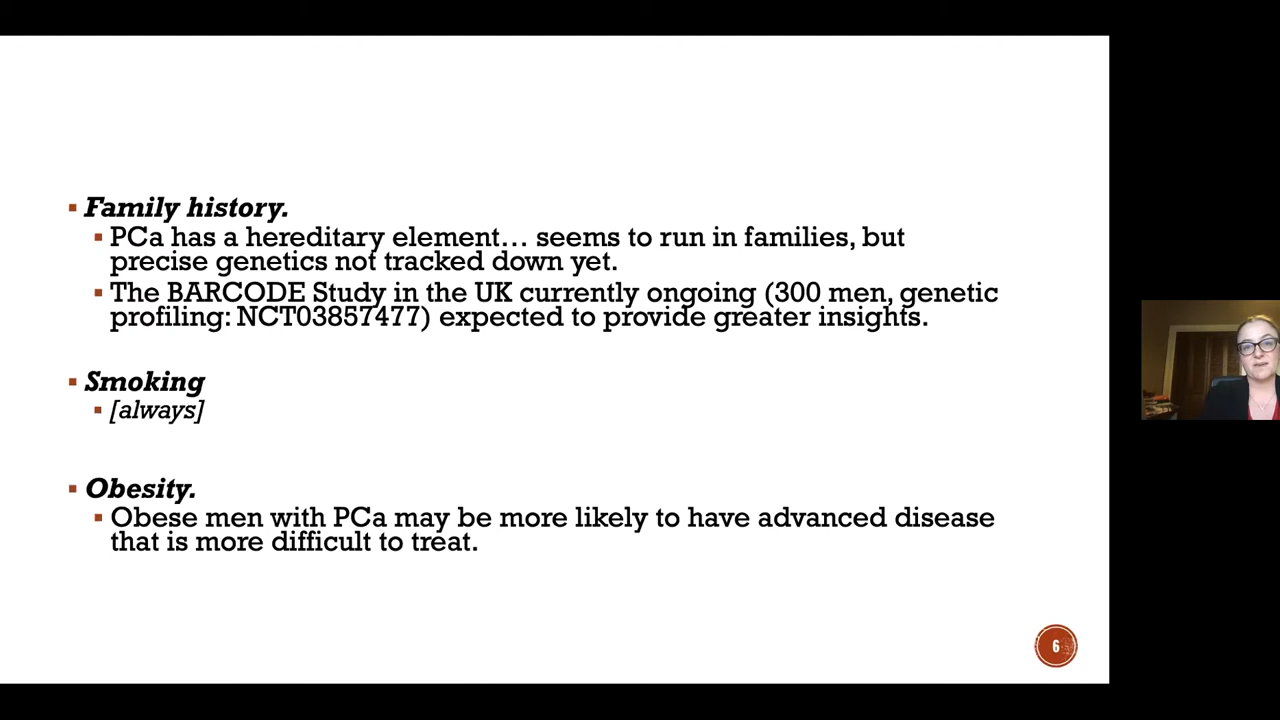 Family history.
PCa has a hereditary element... seems to run in families, but
precise genetics not tracked down yet.
The BARCODE Study in the UK currently ongoing (300 men, genetic
profiling: NCT03857477) expected to provide greater insights.
Smoking
[always]
Obesity.
Obese men with PCa may be more likely to have advanced disease
that is more difficult to treat.
6